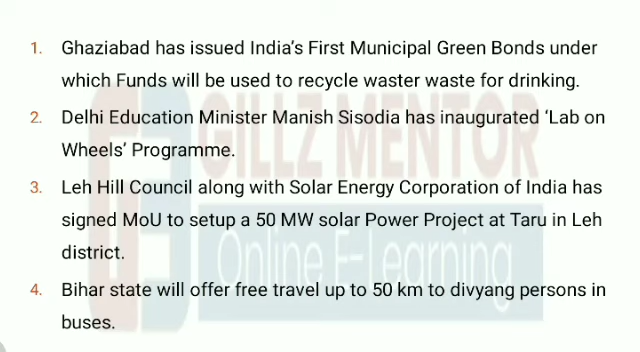 1. Ghaziabad has issued India's First Municipal Green Bonds under
which Funds will be used to recycle waster waste for drinking.
2. Delhi Education Minister Manish Sisodia has inaugurated 'Lab on
Wheels' Programme.
3. Leh Hill Council along with Solar Energy Corporation of India has
signed MoU to setup a 50 MW solar Power Project at Taru in Leh
district.
4. Bihar state will offer free travel up to 50 km to divyang persons in
buses.
GILLZ MENTOR
Online E-Learning